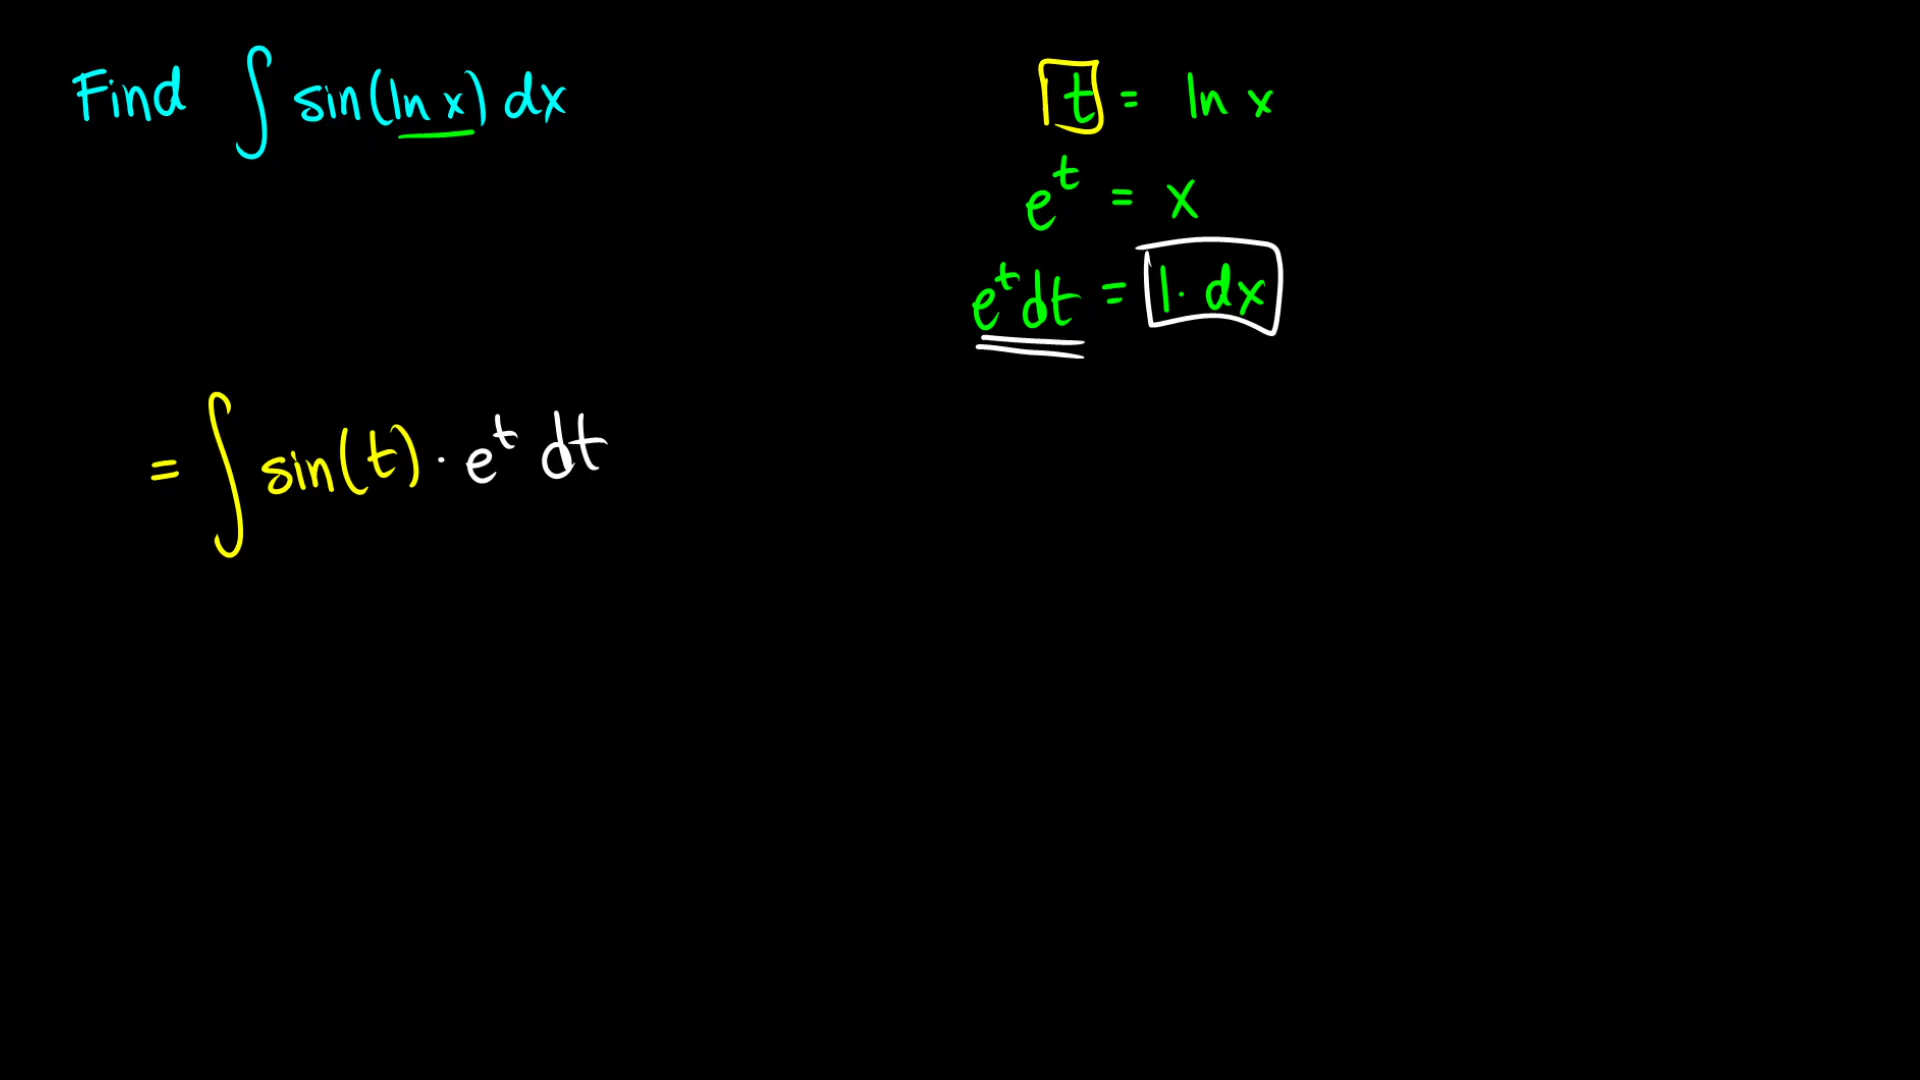 Find ∫ sin(ln x) dx
t = ln x
e^t = x
e^t dt = 1 · dx
= ∫ sin(t) · e^t dt